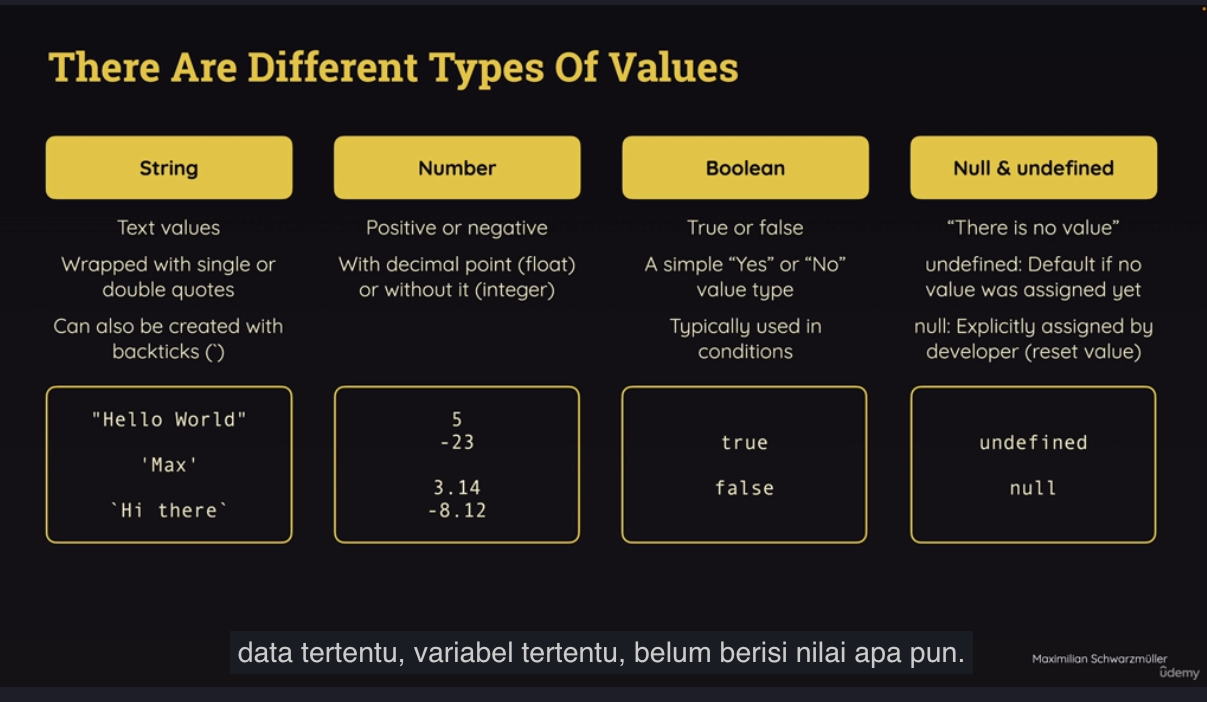 There Are Different Types Of Values
String
Text values
Wrapped with single or
double quotes
Can also be created with
backticks (`)
"Hello World"
'Max'
`Hi there`
Number
Positive or negative
With decimal point (float)
or without it (integer)
5
-23
3.14
-8.12
Boolean
True or false
A simple “Yes” or “No”
value type
Typically used in
conditions
true
false
Null & undefined
“There is no value”
undefined: Default if no
value was assigned yet
null: Explicitly assigned by
developer (reset value)
undefined
null
data tertentu, variabel tertentu, belum berisi nilai apa pun.
Maximilian Schwarzmüller
ûdemy